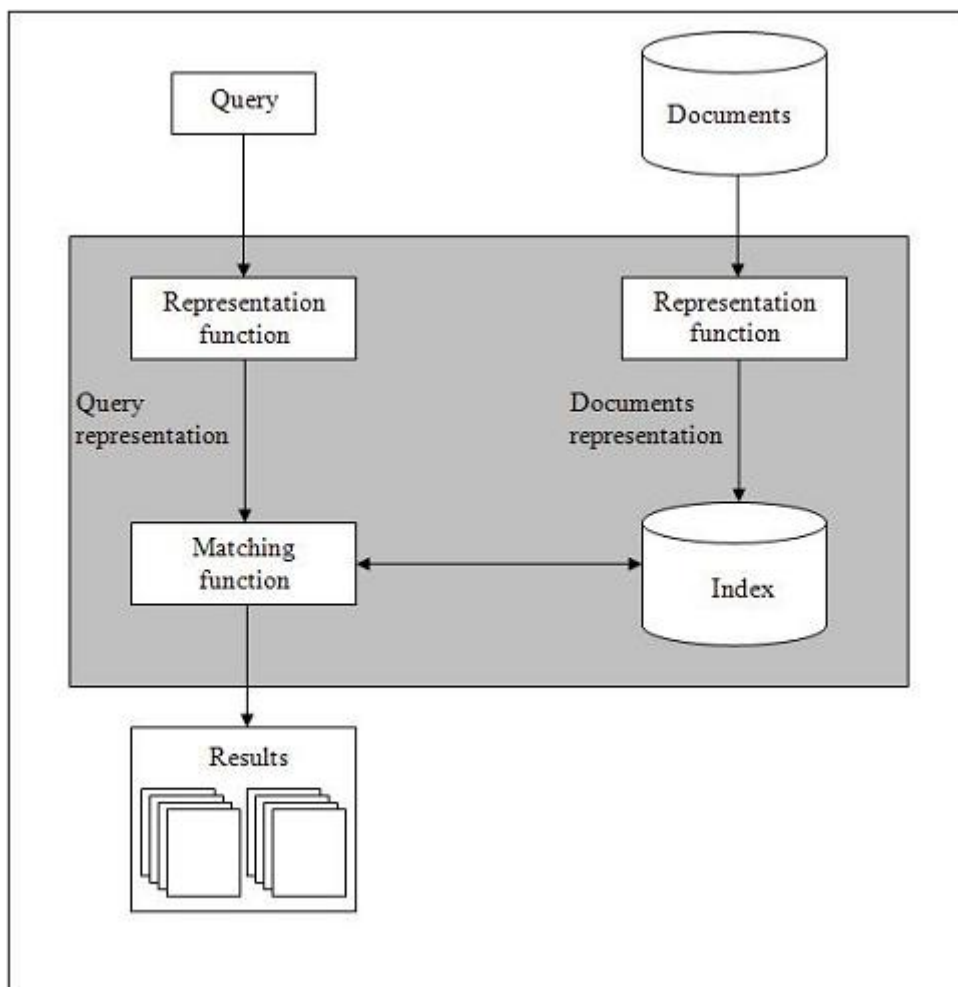 Query
Documents
Representation
function
Representation
function
Query
representation
Documents
representation
Matching
function
Index
Results